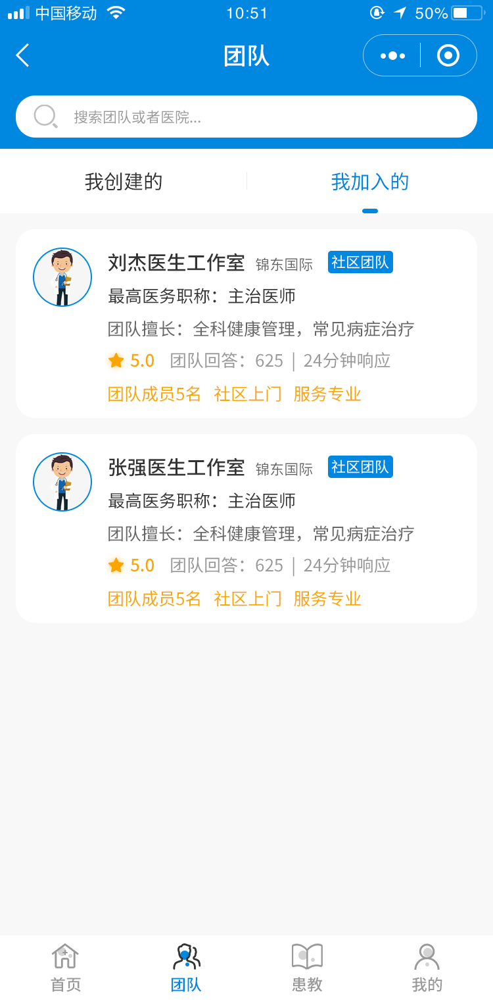 中国移动 10:51 50%
团队
搜索团队或者医院...
我创建的 我加入的
刘杰医生工作室 锦东国际 社区团队
最高医务职称：主治医师
团队擅长：全科健康管理，常见病症治疗
5.0 团队回答：625 | 24分钟响应
团队成员5名 社区上门 服务专业
张强医生工作室 锦东国际 社区团队
最高医务职称：主治医师
团队擅长：全科健康管理，常见病症治疗
5.0 团队回答：625 | 24分钟响应
团队成员5名 社区上门 服务专业
首页 团队 患教 我的